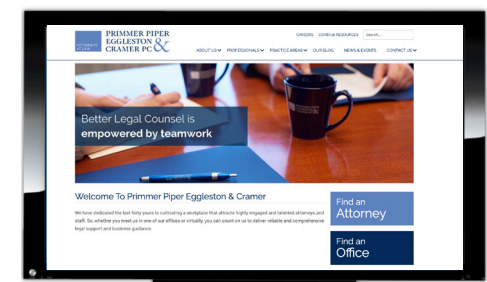 PRIMMER PIPER
EGGLESTON &
CRAMER PC
ATTORNEYS
AT LAW
CAREERS COVID-19 RESOURCES Search...
ABOUT US PROFESSIONALS PRACTICE AREAS OUR BLOG NEWS & EVENTS CONTACT US
Better Legal Counsel is
empowered by teamwork
Welcome To Primmer Piper Eggleston & Cramer
We have dedicated the last forty years to cultivating a workplace that attracts highly engaged and talented attorneys and
staff. So, whether you meet us in one of our offices or virtually, you can count on us to deliver reliable and comprehensive
legal support and business guidance.
Find an
Attorney
Find an
Office